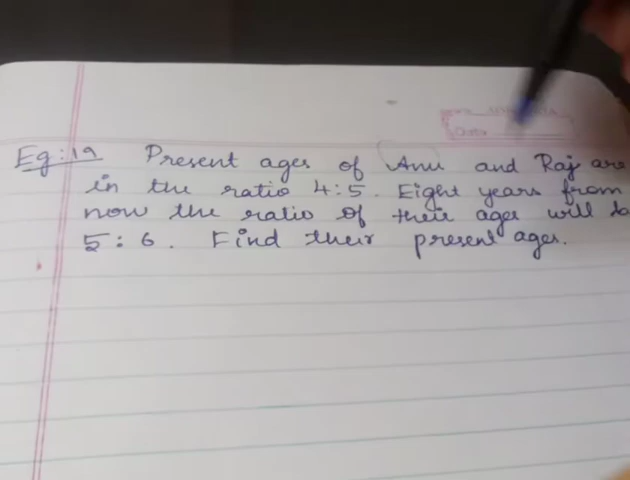 Eg:19 Present ages of Anu and Raj are
in the ratio 4:5. Eight years from
now the ratio of their ages will be
5:6. Find their present ages.